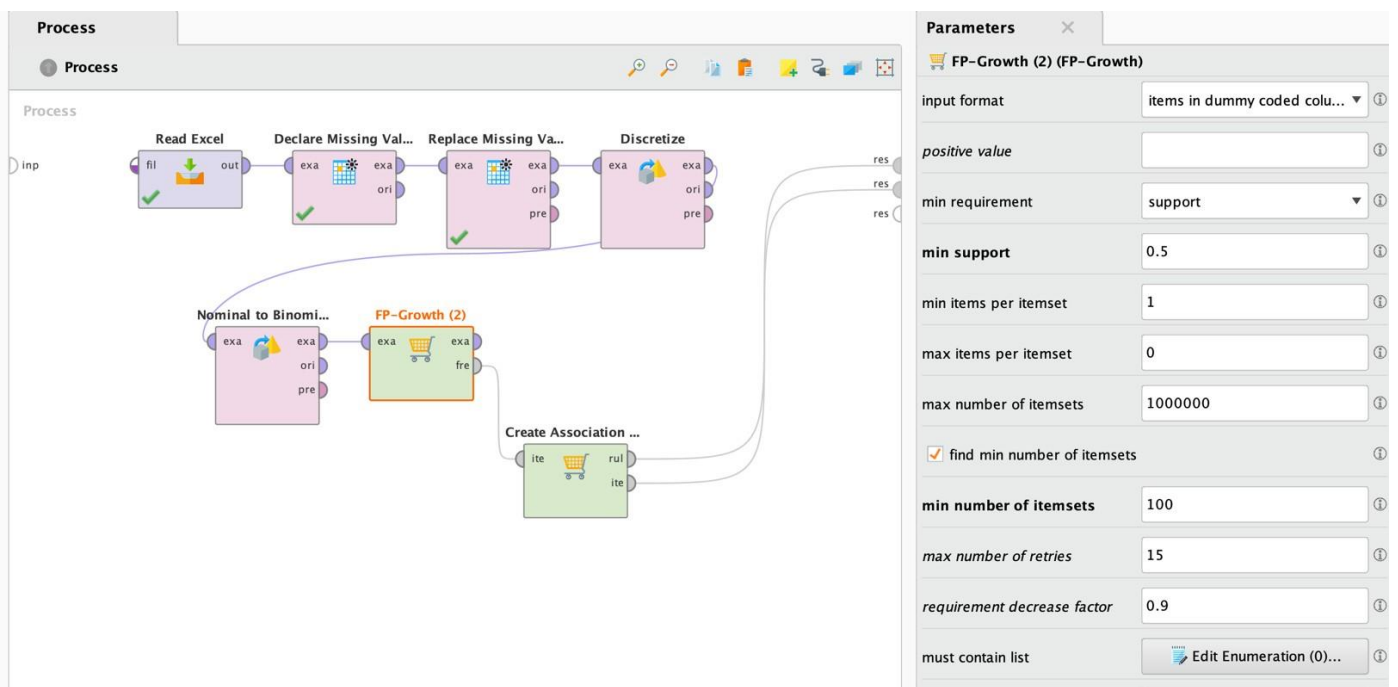 Process
Process
Process
inp
Read Excel
fil
out
Declare Missing Val...
exa
exa
ori
Replace Missing Va...
exa
exa
ori
pre
Discretize
exa
exa
ori
pre
res
res
res
Nominal to Binomi...
exa
exa
ori
pre
FP-Growth (2)
exa
exa
fre
Create Association ...
ite
rul
ite
Parameters
FP-Growth (2) (FP-Growth)
input format
items in dummy coded colu...
positive value
min requirement
support
min support
0.5
min items per itemset
1
max items per itemset
0
max number of itemsets
1000000
find min number of itemsets
min number of itemsets
100
max number of retries
15
requirement decrease factor
0.9
must contain list
Edit Enumeration (0)...